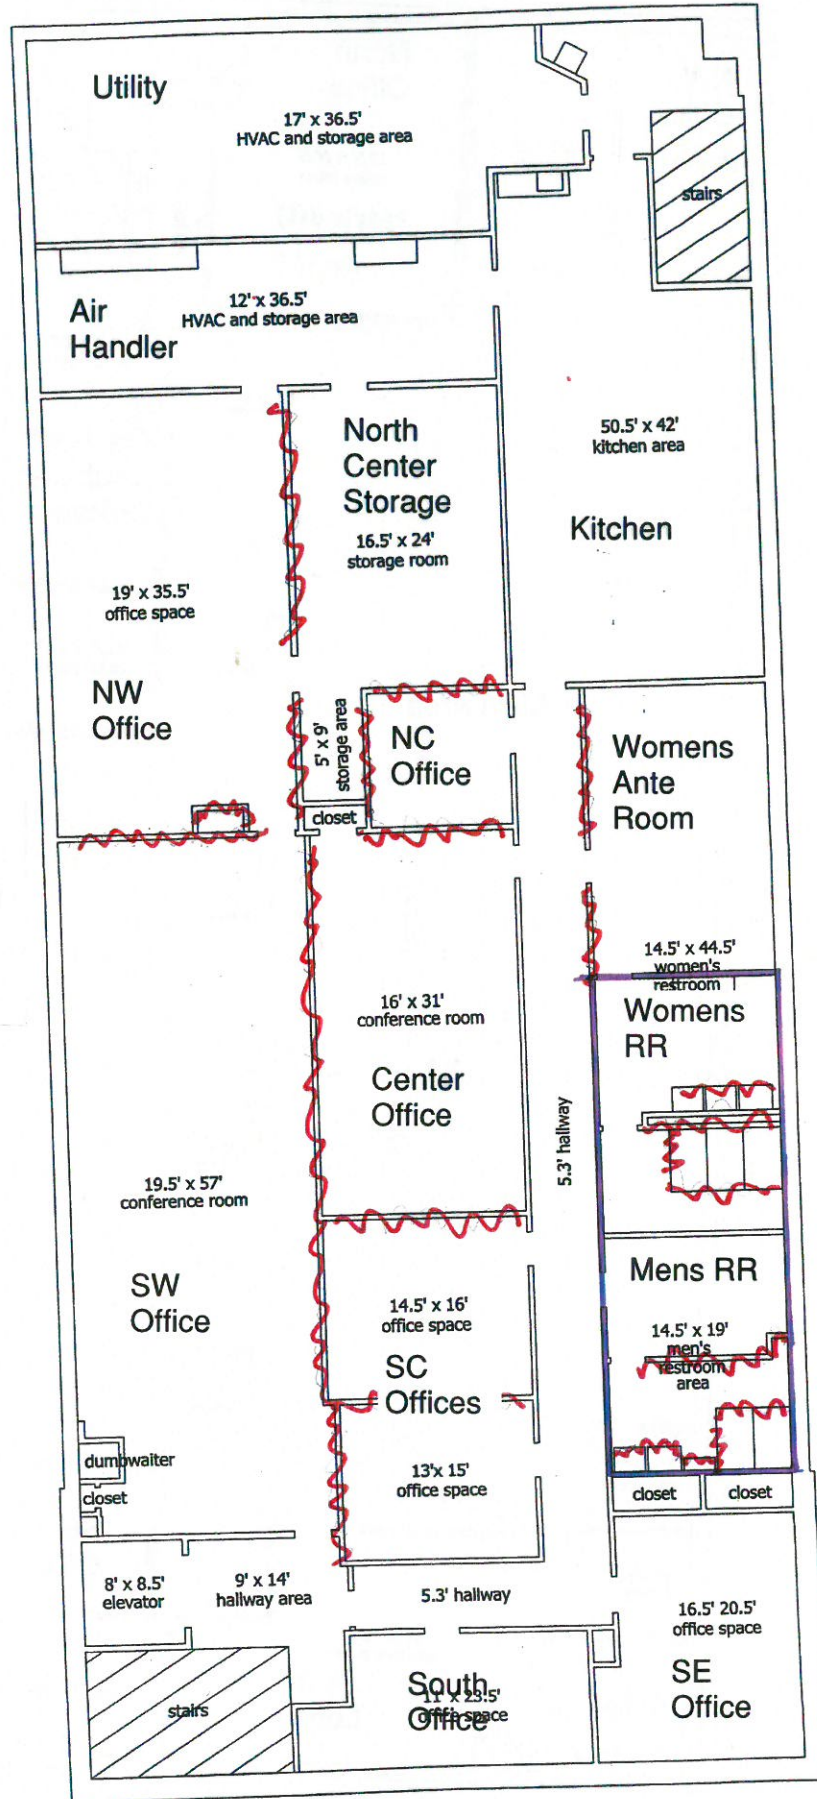 Utility
17' x 36.5'
HVAC and storage area
stairs
12' x 36.5'
HVAC and storage area
Air
Handler
North
Center
Storage
16.5' x 24'
storage room
50.5' x 42'
kitchen area
Kitchen
19' x 35.5'
office space
NW
Office
5' x 9'
storage area
NC
Office
closet
Womens
Ante
Room
14.5' x 44.5'
women's
restroom
Womens
RR
16' x 31'
conference room
Center
Office
5.3' hallway
19.5' x 57'
conference room
SW
Office
14.5' x 16'
office space
SC
Offices
Mens RR
14.5' x 19'
men's
restroom
area
dumbwaiter
closet
13'x 15'
office space
closet
closet
8' x 8.5'
elevator
9' x 14'
hallway area
5.3' hallway
16.5' 20.5'
office space
SE
Office
stairs
South
Office
11' x 23.5'
office space